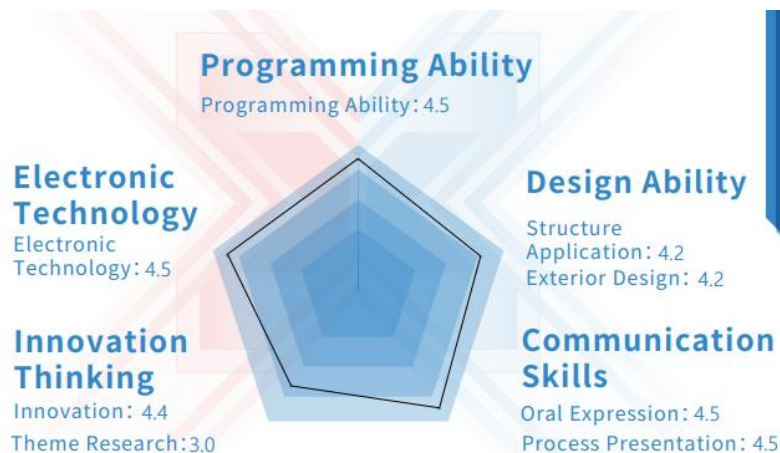 Programming Ability
Programming Ability: 4.5
Electronic
Technology
Electronic
Technology: 4.5
Design Ability
Structure
Application: 4.2
Exterior Design: 4.2
Innovation
Thinking
Innovation: 4.4
Theme Research:3.0
Communication
Skills
Oral Expression: 4.5
Process Presentation: 4.5